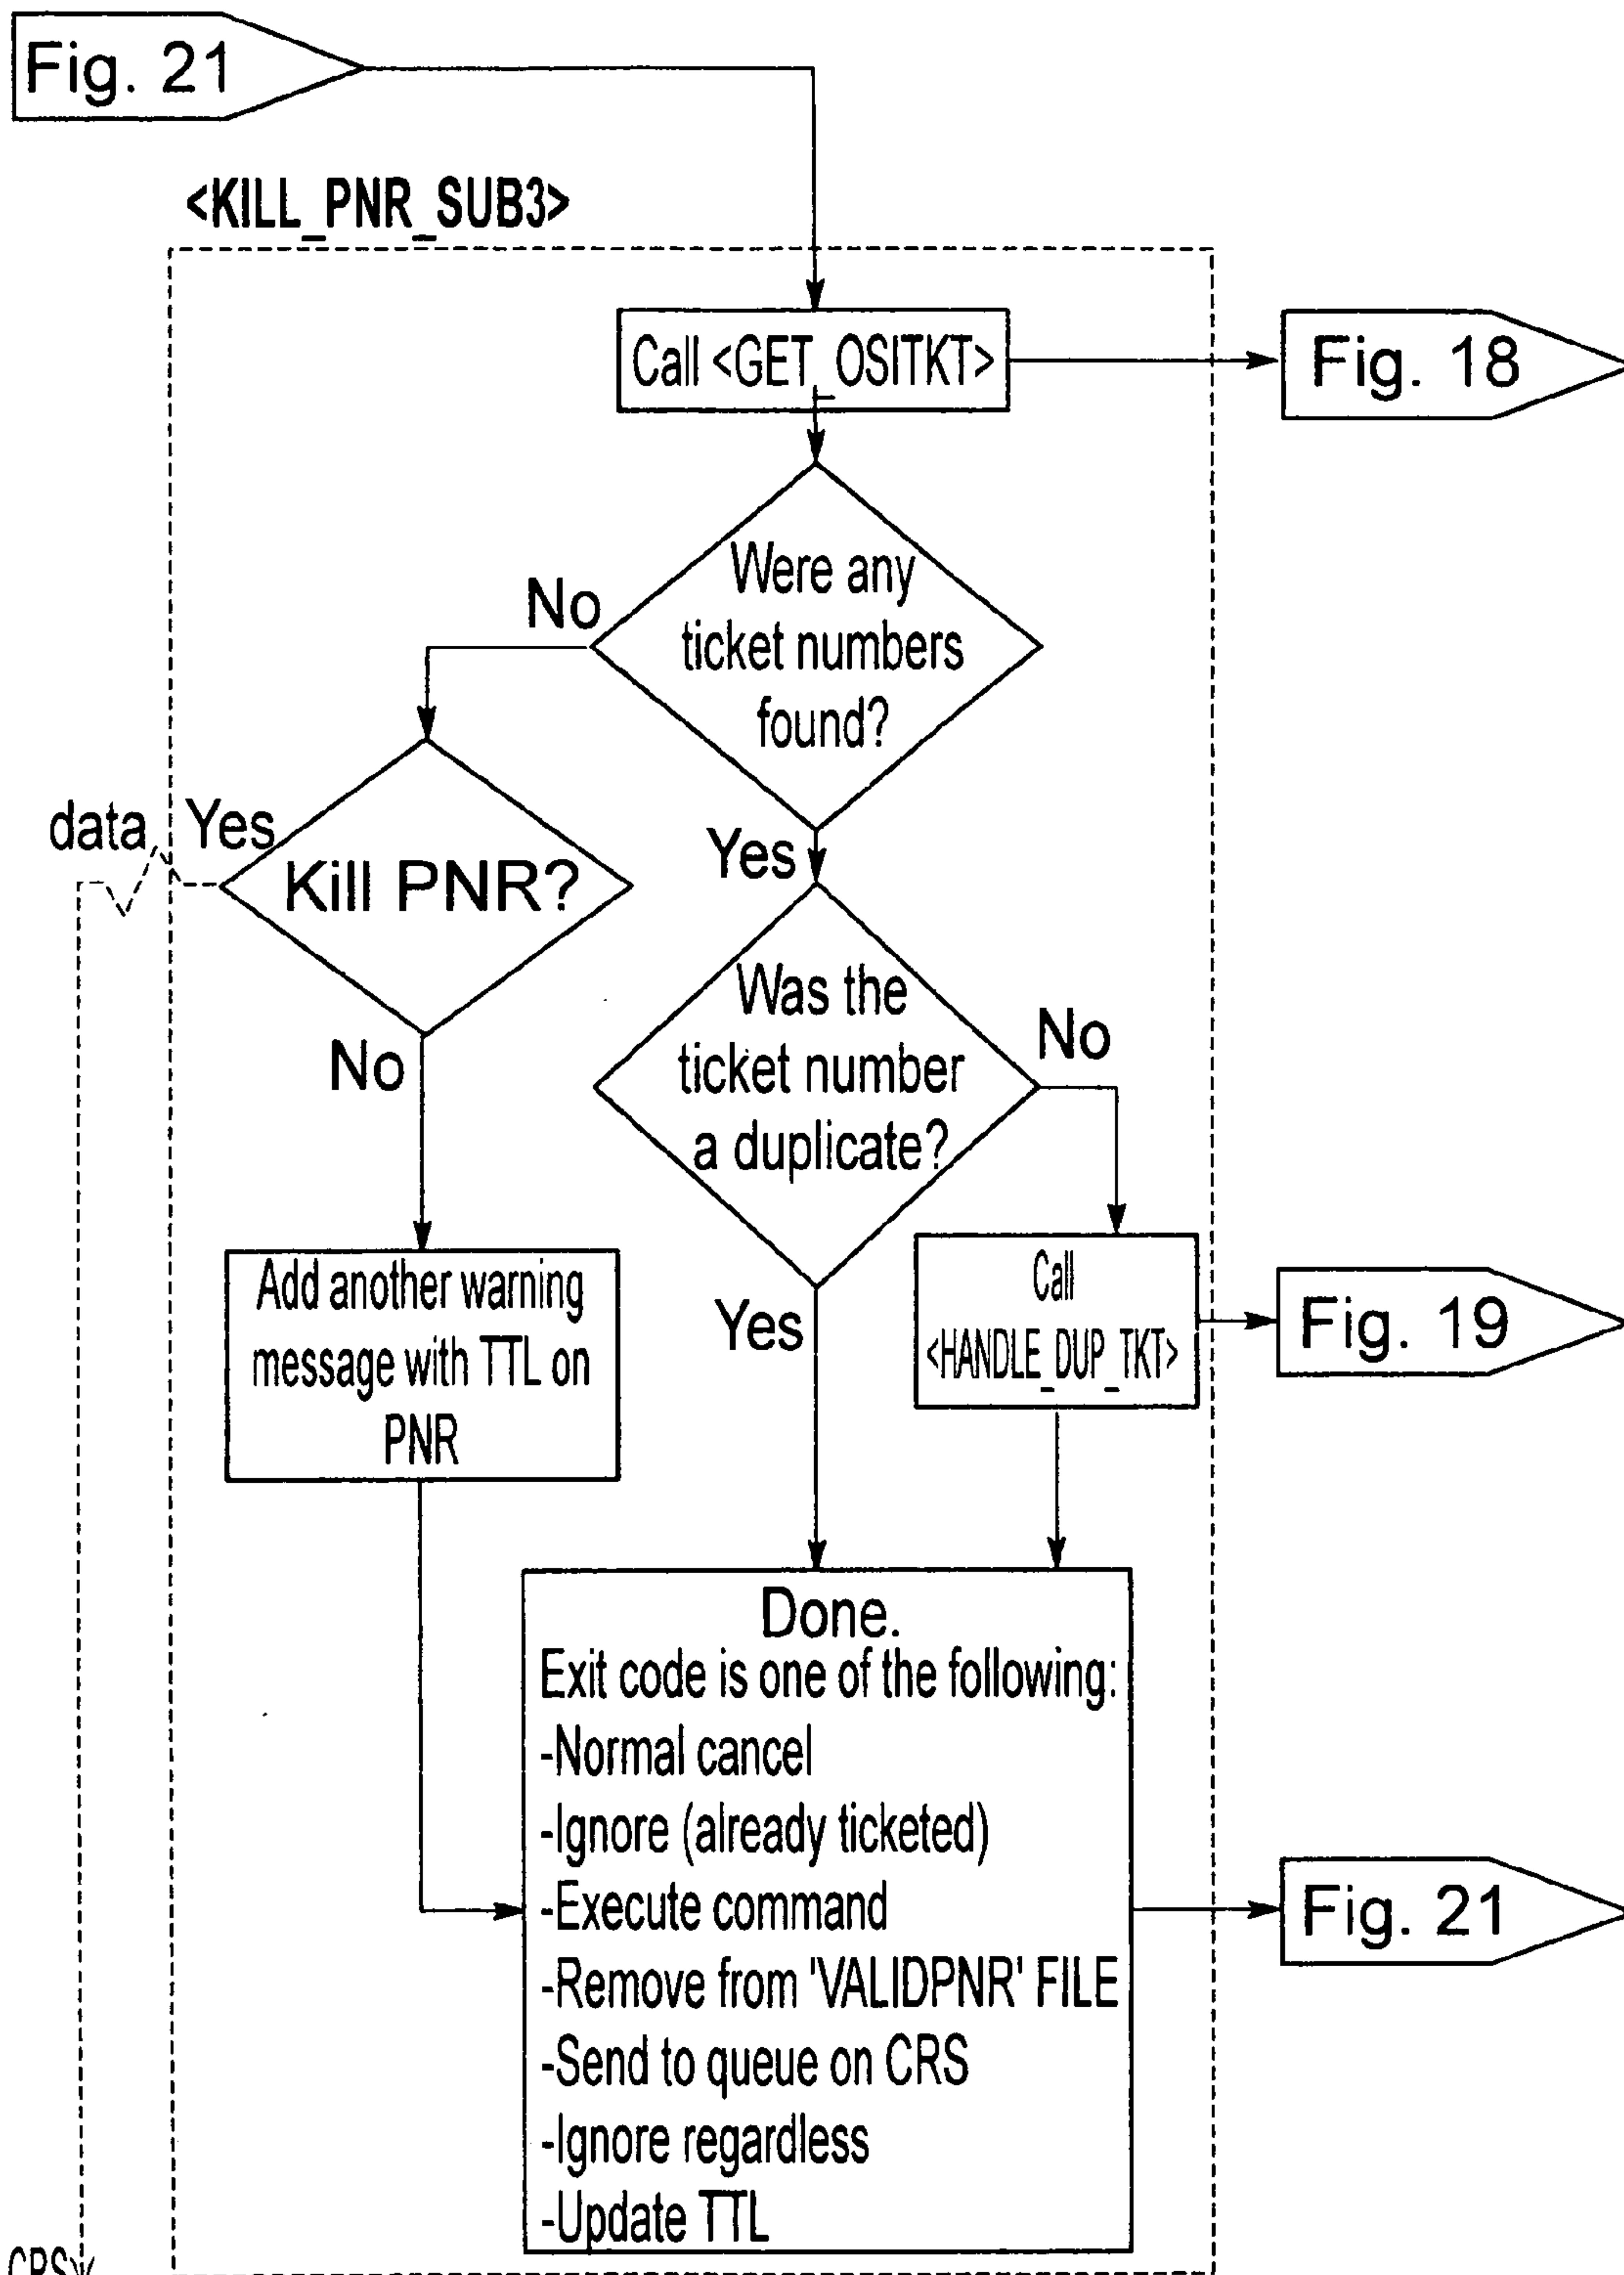 Fig. 21
<KILL_PNR_SUB3>
Call <GET_OSITKT>
Fig. 18
Were any
ticket numbers
found?
No
Yes
data
Yes
Kill PNR?
No
Was the
ticket number
a duplicate?
No
Yes
Add another warning
message with TTL on
PNR
Call
<HANDLE_DUP_TKT>
Fig. 19
Done.
Exit code is one of the following:
-Normal cancel
-Ignore (already ticketed)
-Execute command
-Remove from 'VALIDPNR' FILE
-Send to queue on CRS
-Ignore regardless
-Update TTL
Fig. 21
CRS